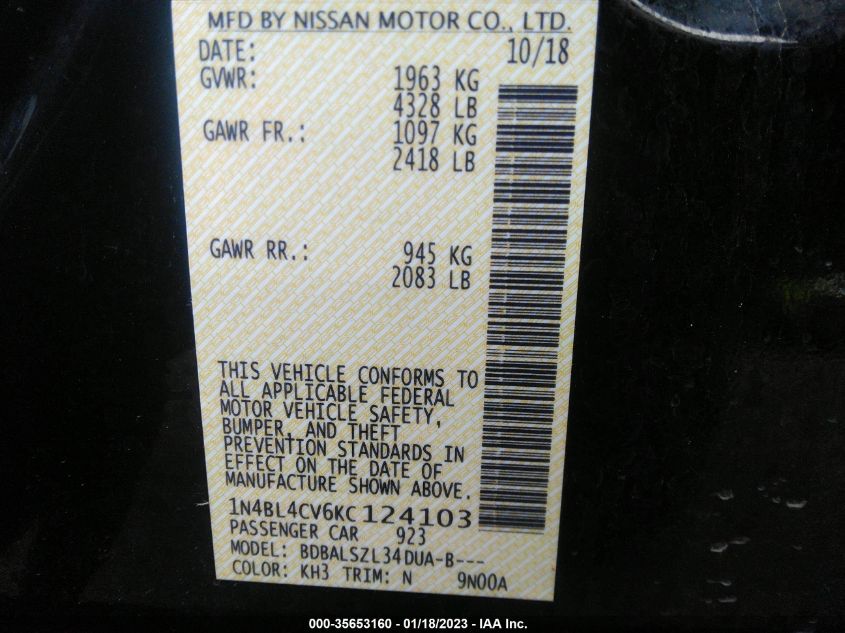 MFD BY NISSAN MOTOR CO., LTD.
DATE: 10/18
GVWR: 1963 KG
4328 LB
GAWR FR.: 1097 KG
2418 LB
GAWR RR.: 945 KG
2083 LB
THIS VEHICLE CONFORMS TO
ALL APPLICABLE FEDERAL
MOTOR VEHICLE SAFETY,
BUMPER, AND THEFT
PREVENTION STANDARDS IN
EFFECT ON THE DATE OF
MANUFACTURE SHOWN ABOVE.
1N4BL4CV6KC124103
PASSENGER CAR 923
MODEL: BDBALSZL34DUA-B---
COLOR: KH3 TRIM: N 9N00A
000-35653160 - 01/18/2023 - IAA Inc.